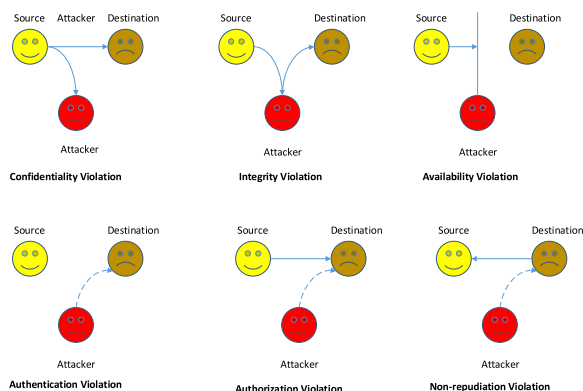 Source Attacker Destination
Attacker
Confidentiality Violation
Source Destination
Attacker
Integrity Violation
Source Destination
Attacker
Availability Violation
Source Destination
Attacker
Authentication Violation
Source Destination
Attacker
Authorization Violation
Source Destination
Attacker
Non-repudiation Violation